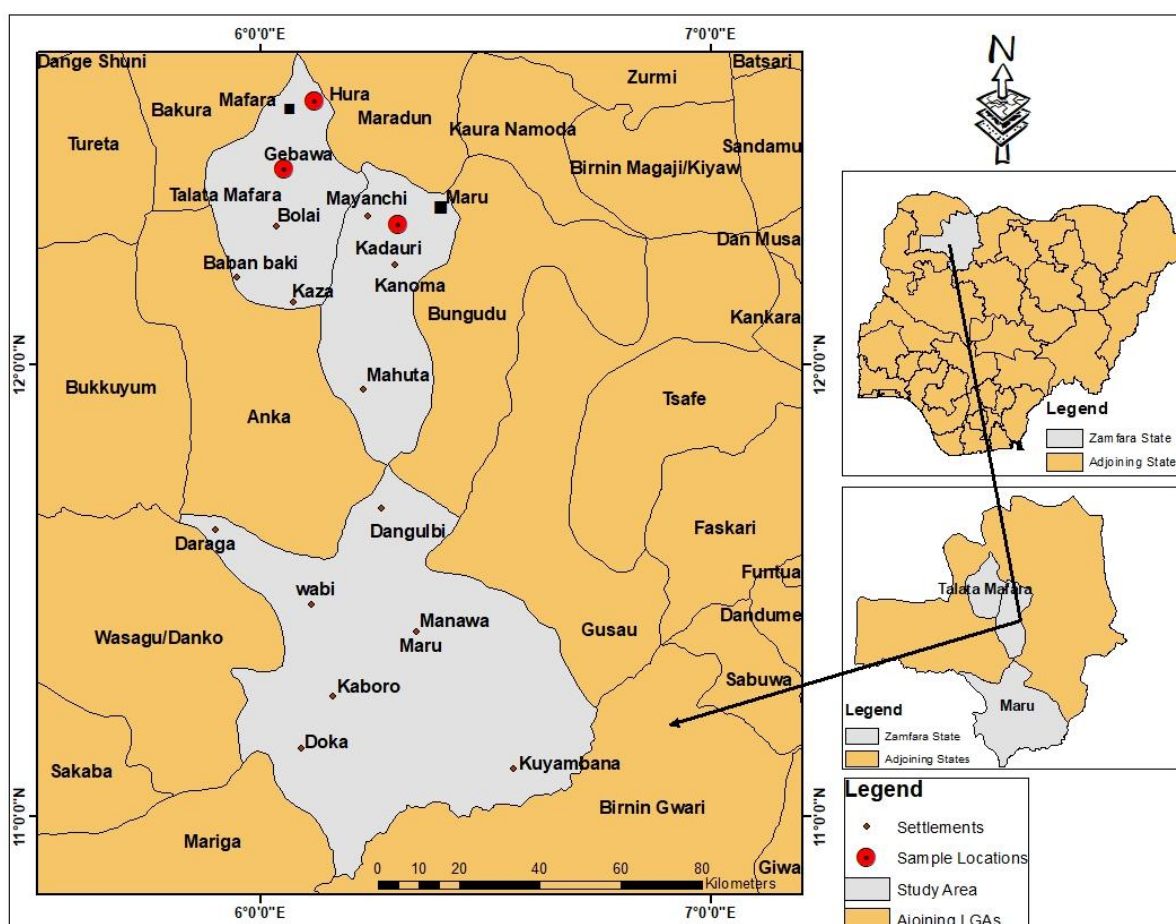 6°0'0"E
7°0'0"E
N
Dange Shuni
Batsari
Zurmi
Mafara
Hura
Bakura
Maradun
Kaura Namoda
Tureta
Sandamu
Gebawa
Birnin Magaji/Kiyaw
Talata Mafara
Mayanchi
Maru
Bolai
Dan Musa
Kadauri
Baban baki
Kanoma
Kaza
Bungudu
Kankara
12°0'0"N
12°0'0"N
Mahuta
Bukkuyum
Tsafe
Anka
Dangulbi
Faskari
Daraga
Funtua
wabi
Dandume
Manawa
Gusau
Wasagu/Danko
Maru
Sabuwa
Kaboro
Doka
Kuyambana
Sakaba
Birnin Gwari
11°0'0"N
11°0'0"N
Mariga
Giwa
0 10 20 40 60 80
Kilometers
6°0'0"E
7°0'0"E
Legend
Zamfara State
Adjoining State
Talata Mafara
Maru
Legend
Zamfara State
Adjoining States
Legend
Settlements
Sample Locations
Study Area
Ajoining LGAs